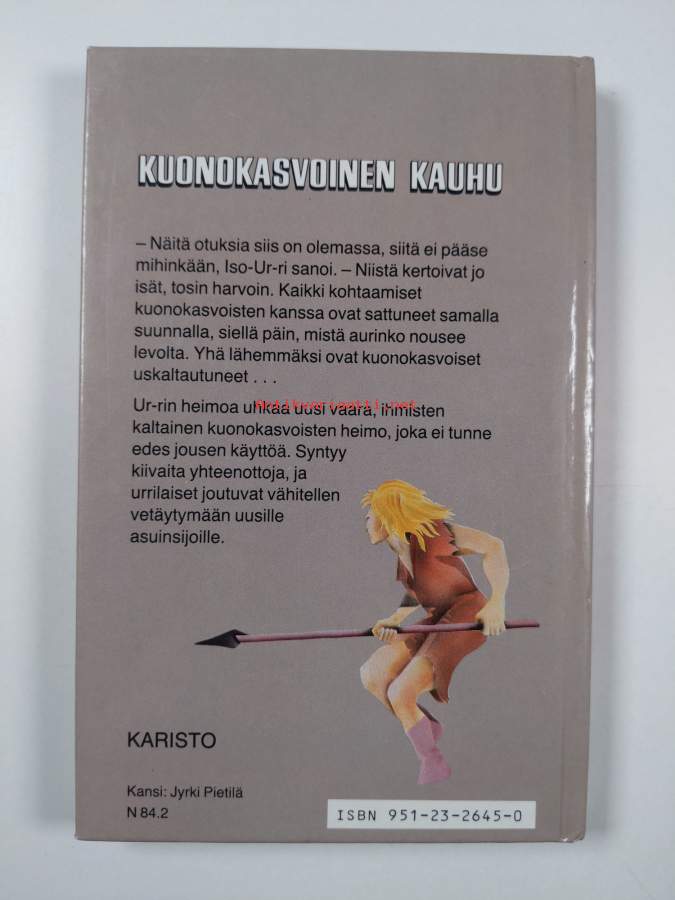 KUONOKASVOINEN KAUHU
– Näitä otuksia siis on olemassa, siitä ei pääse
mihinkään, Iso-Ur-ri sanoi. – Niistä kertoivat jo
isät, tosin harvoin. Kaikki kohtaamiset
kuonokasvoisten kanssa ovat sattuneet samalla
suunnalla, siellä päin, mistä aurinko nousee
levolta. Yhä lähemmäksi ovat kuonokasvoiset
uskaltautuneet . . .
Antikvariaatti.net
Ur-rin heimoa uhkaa uusi vaara, ihmisten
kaltainen kuonokasvoisten heimo, joka ei tunne
edes jousen käyttöä. Syntyy
kiivaita yhteenottoja, ja
urrilaiset joutuvat vähitellen
vetäytymään uusille
asuinsijoille.
KARISTO
Kansi: Jyrki Pietilä
N 84.2
ISBN 951-23-2645-0